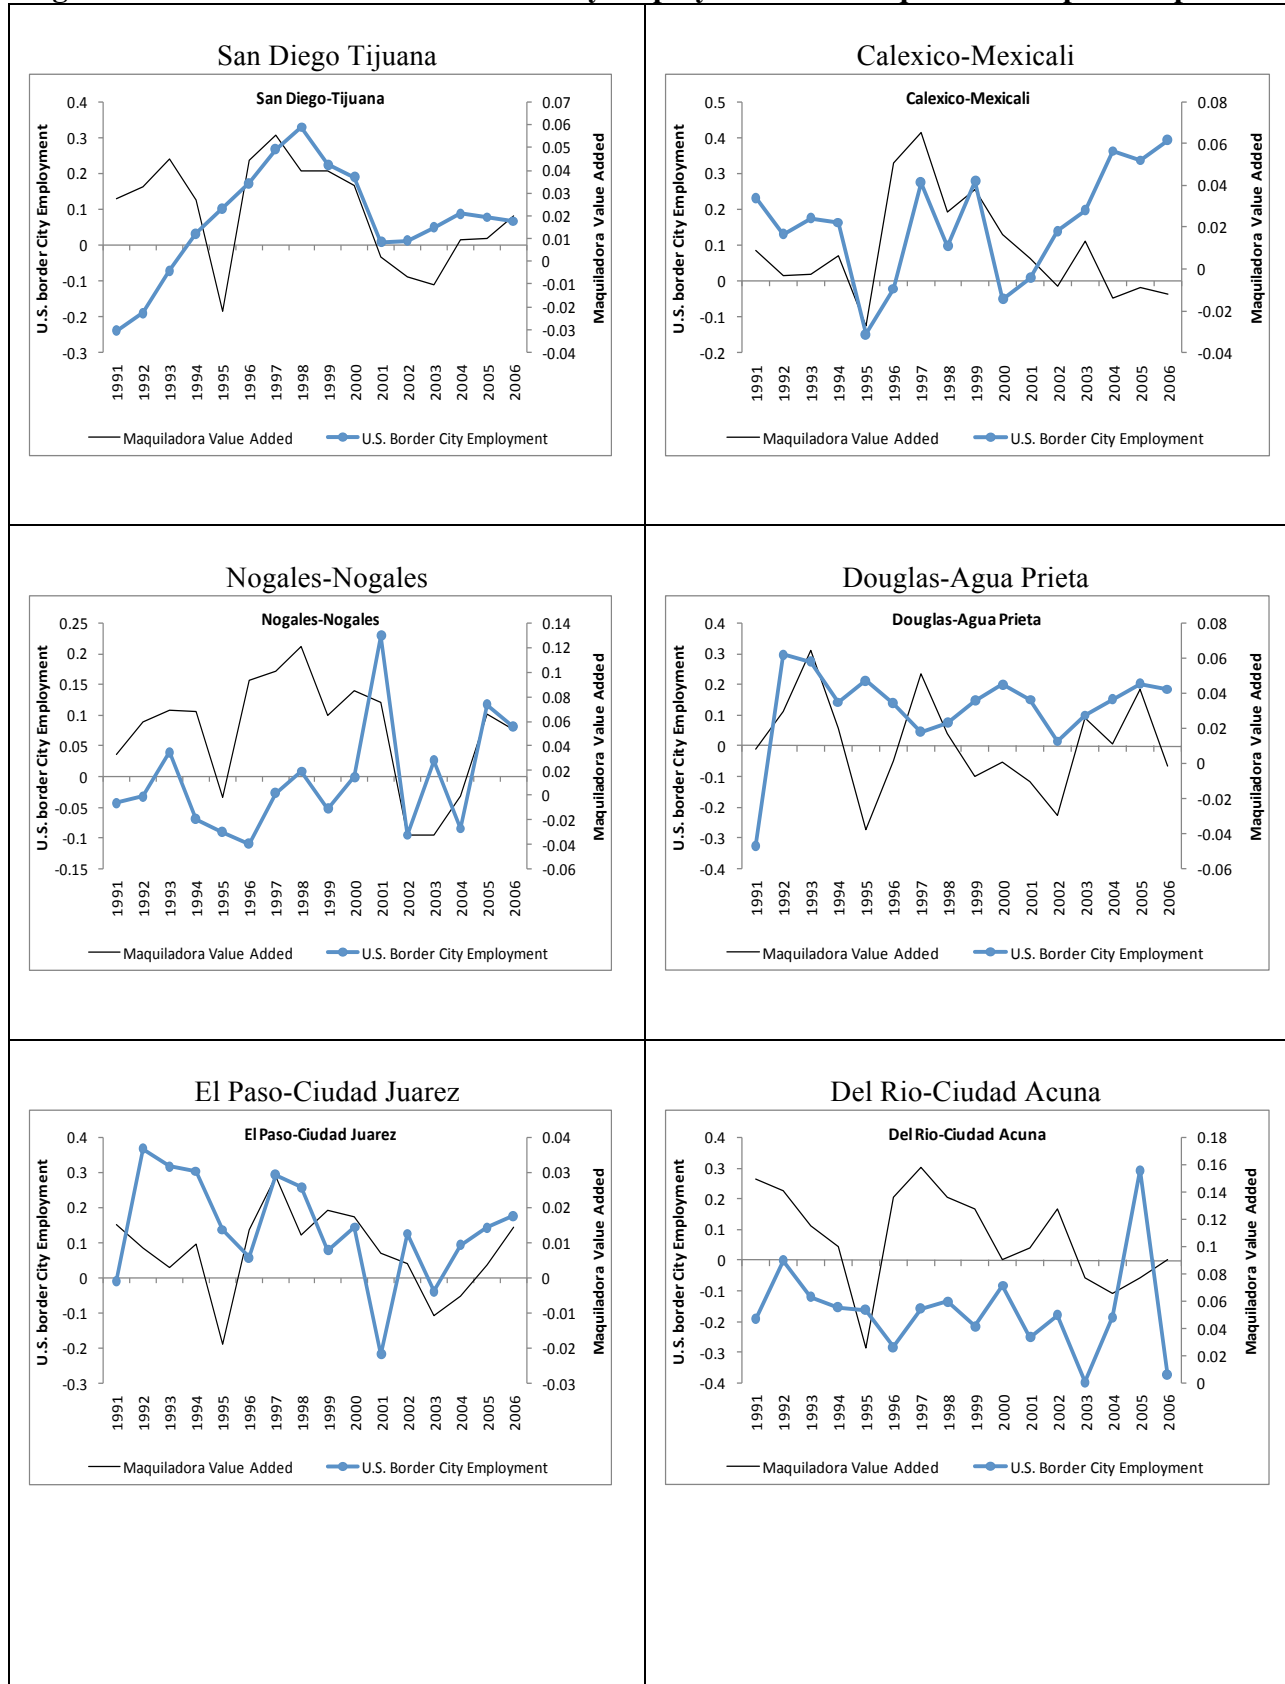 San Diego Tijuana
San Diego-Tijuana
U.S. border City Employment
0.4
0.3
0.2
0.1
0
-0.1
-0.2
-0.3
0.07
0.06
0.05
0.04
0.03
0.02
0.01
0
-0.01
-0.02
-0.03
-0.04
Maquiladora Value Added
1991 1992 1993 1994 1995 1996 1997 1998 1999 2000 2001 2002 2003 2004 2005 2006
Maquiladora Value Added U.S. Border City Employment
Calexico-Mexicali
Calexico-Mexicali
U.S. border City Employment
0.5
0.4
0.3
0.2
0.1
0
-0.1
-0.2
0.08
0.06
0.04
0.02
0
-0.02
-0.04
Maquiladora Value Added
1991 1992 1993 1994 1995 1996 1997 1998 1999 2000 2001 2002 2003 2004 2005 2006
Maquiladora Value Added U.S. Border City Employment
Nogales-Nogales
Nogales-Nogales
U.S. border City Employment
0.25
0.2
0.15
0.1
0.05
0
-0.05
-0.1
-0.15
0.14
0.12
0.1
0.08
0.06
0.04
0.02
0
-0.02
-0.04
-0.06
Maquiladora Value Added
1991 1992 1993 1994 1995 1996 1997 1998 1999 2000 2001 2002 2003 2004 2005 2006
Maquiladora Value Added U.S. Border City Employment
Douglas-Agua Prieta
Douglas-Agua Prieta
U.S. border City Employment
0.4
0.3
0.2
0.1
0
-0.1
-0.2
-0.3
-0.4
0.08
0.06
0.04
0.02
0
-0.02
-0.04
-0.06
Maquiladora Value Added
1991 1992 1993 1994 1995 1996 1997 1998 1999 2000 2001 2002 2003 2004 2005 2006
Maquiladora Value Added U.S. Border City Employment
El Paso-Ciudad Juarez
El Paso-Ciudad Juarez
U.S. border City Employment
0.4
0.3
0.2
0.1
0
-0.1
-0.2
-0.3
0.04
0.03
0.02
0.01
0
-0.01
-0.02
-0.03
Maquiladora Value Added
1991 1992 1993 1994 1995 1996 1997 1998 1999 2000 2001 2002 2003 2004 2005 2006
Maquiladora Value Added U.S. Border City Employment
Del Rio-Ciudad Acuna
Del Rio-Ciudad Acuna
U.S. border City Employment
0.4
0.3
0.2
0.1
0
-0.1
-0.2
-0.3
-0.4
0.18
0.16
0.14
0.12
0.1
0.08
0.06
0.04
0.02
0
Maquiladora Value Added
1991 1992 1993 1994 1995 1996 1997 1998 1999 2000 2001 2002 2003 2004 2005 2006
Maquiladora Value Added U.S. Border City Employment